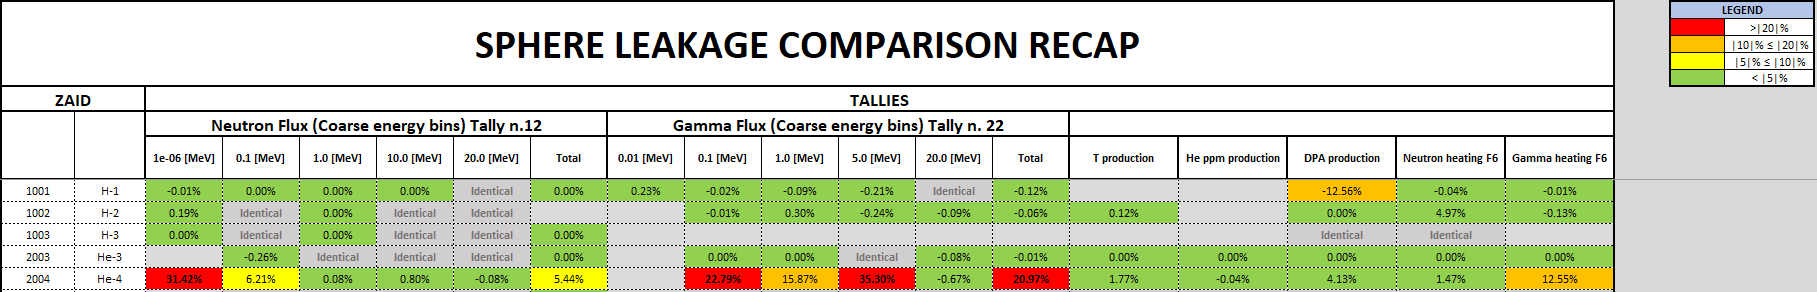 SPHERE LEAKAGE COMPARISON RECAP
LEGEND
>|20|%
|10|% ≤ |20|%
|5|% ≤ |10|%
< |5|%
ZAID TALLIES
Neutron Flux (Coarse energy bins) Tally n.12 Gamma Flux (Coarse energy bins) Tally n. 22
1e-06 [MeV] 0.1 [MeV] 1.0 [MeV] 10.0 [MeV] 20.0 [MeV] Total 0.01 [MeV] 0.1 [MeV] 1.0 [MeV] 5.0 [MeV] 20.0 [MeV] Total T production He ppm production DPA production Neutron heating F6 Gamma heating F6
1001 H-1 -0.01% 0.00% 0.00% 0.00% Identical 0.00% 0.23% -0.02% -0.09% -0.21% Identical -0.12% -12.56% -0.04% -0.01%
1002 H-2 0.19% Identical 0.00% Identical Identical -0.01% 0.30% -0.24% -0.09% -0.06% 0.12% 0.00% 4.97% -0.13%
1003 H-3 0.00% Identical 0.00% Identical Identical 0.00% Identical Identical
2003 He-3 -0.26% Identical Identical Identical 0.00% 0.00% 0.00% Identical -0.08% -0.01% 0.00% 0.00% 0.00% 0.00% 0.00%
2004 He-4 31.42% 6.21% 0.08% 0.80% -0.08% 5.44% 22.79% 15.87% 35.30% -0.67% 20.97% 1.77% -0.04% 4.13% 1.47% 12.55%